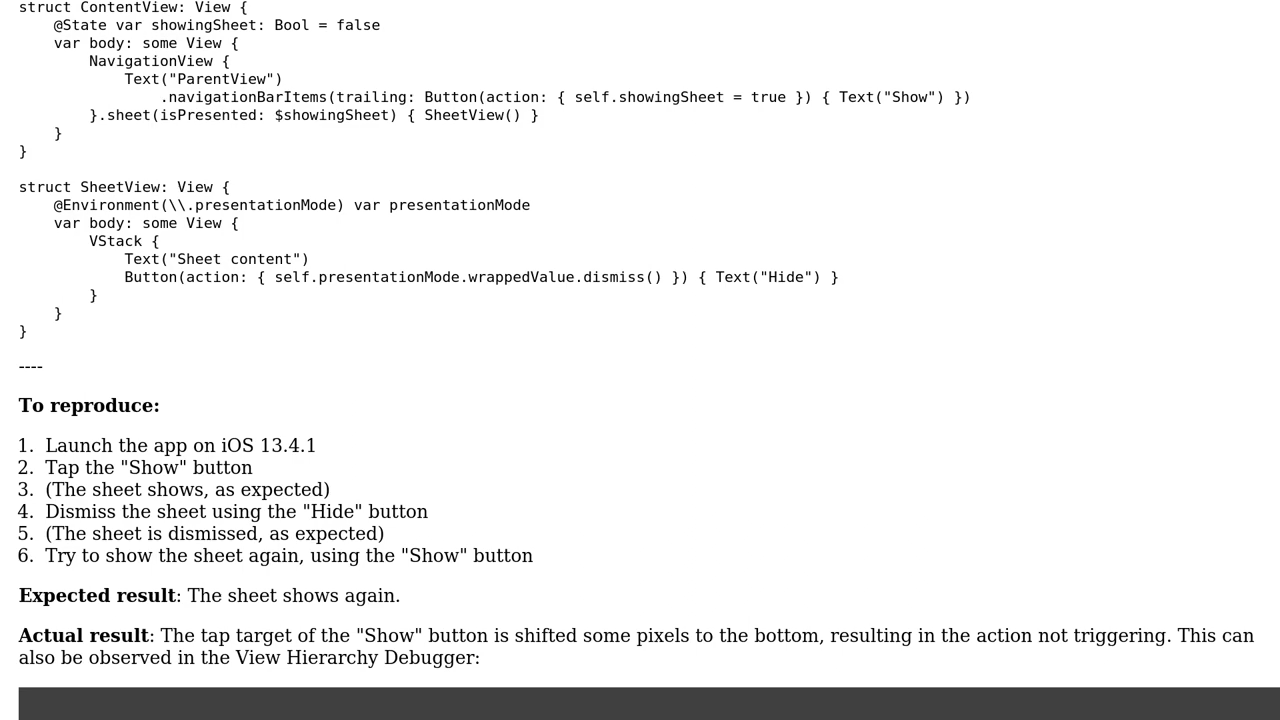 struct ContentView: View {
    @State var showingSheet: Bool = false
    var body: some View {
        NavigationView {
            Text("ParentView")
                .navigationBarItems(trailing: Button(action: { self.showingSheet = true }) { Text("Show") })
        }.sheet(isPresented: $showingSheet) { SheetView() }
    }
}

struct SheetView: View {
    @Environment(\\.presentationMode) var presentationMode
    var body: some View {
        VStack {
            Text("Sheet content")
            Button(action: { self.presentationMode.wrappedValue.dismiss() }) { Text("Hide") }
        }
    }
}
----
To reproduce:
1. Launch the app on iOS 13.4.1
2. Tap the "Show" button
3. (The sheet shows, as expected)
4. Dismiss the sheet using the "Hide" button
5. (The sheet is dismissed, as expected)
6. Try to show the sheet again, using the "Show" button
Expected result: The sheet shows again.
Actual result: The tap target of the "Show" button is shifted some pixels to the bottom, resulting in the action not triggering. This can
also be observed in the View Hierarchy Debugger: